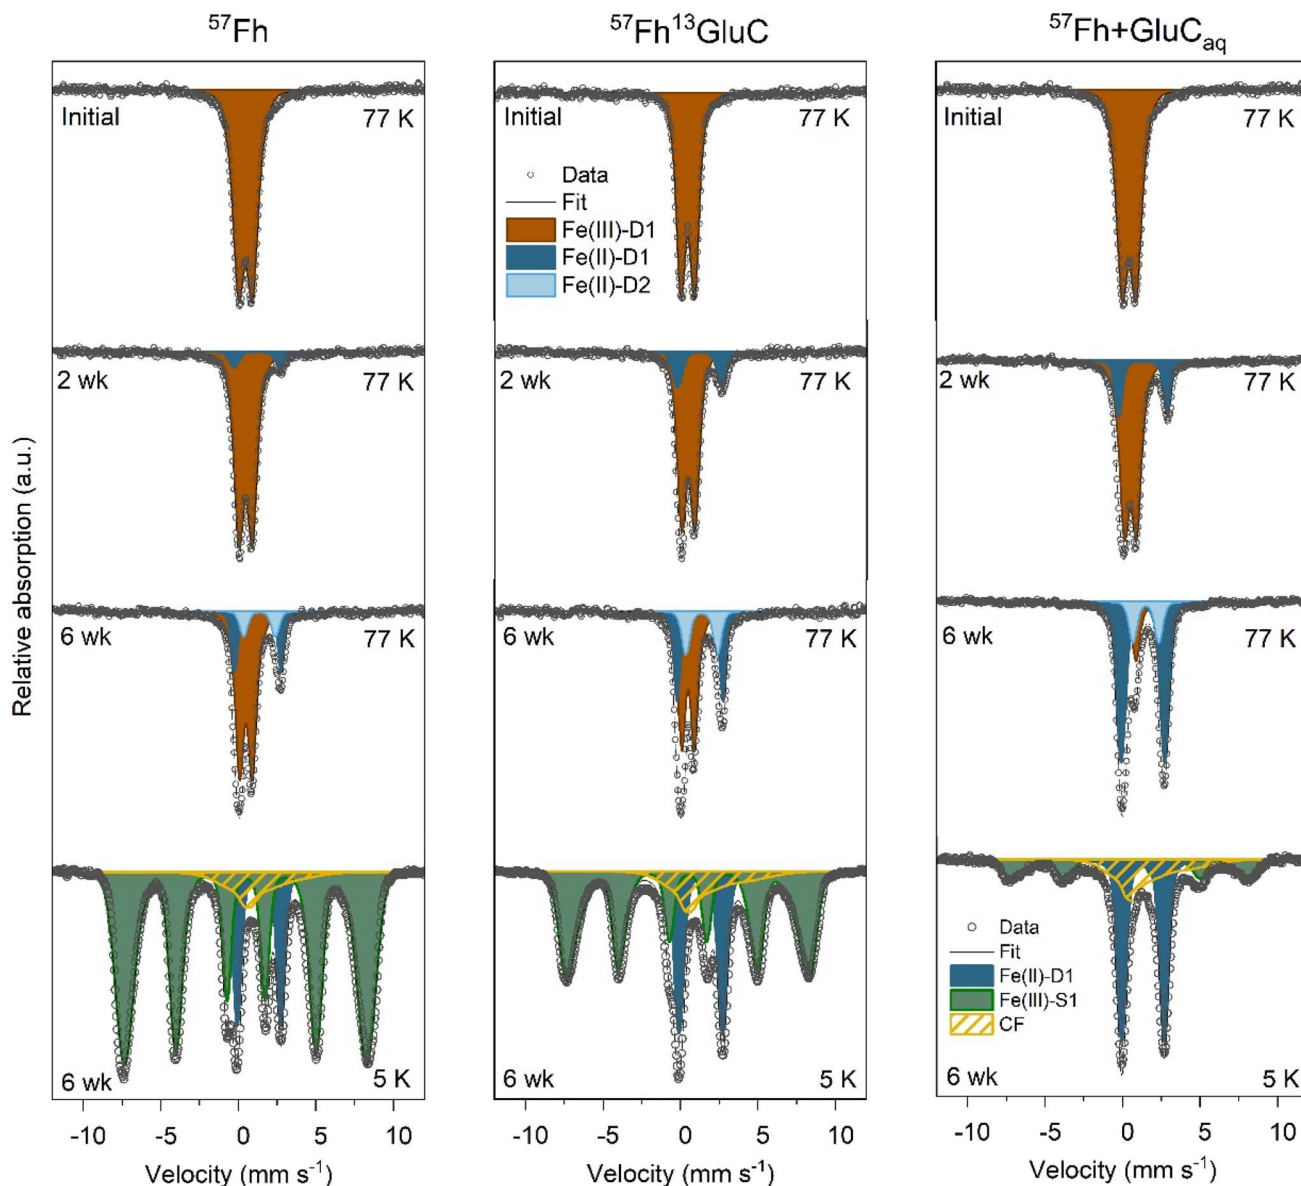 ⁵⁷Fh
⁵⁷Fh¹³GluC
⁵⁷Fh+GluCaq
Initial
77 K
Initial
77 K
Data
Fit
Fe(III)-D1
Fe(II)-D1
Fe(II)-D2
Initial
77 K
2 wk
77 K
2 wk
77 K
2 wk
77 K
6 wk
77 K
6 wk
77 K
6 wk
77 K
6 wk
5 K
6 wk
5 K
Data
Fit
Fe(II)-D1
Fe(III)-S1
CF
6 wk
5 K
Relative absorption (a.u.)
-10 -5 0 5 10
-10 -5 0 5 10
-10 -5 0 5 10
Velocity (mm s⁻¹)
Velocity (mm s⁻¹)
Velocity (mm s⁻¹)